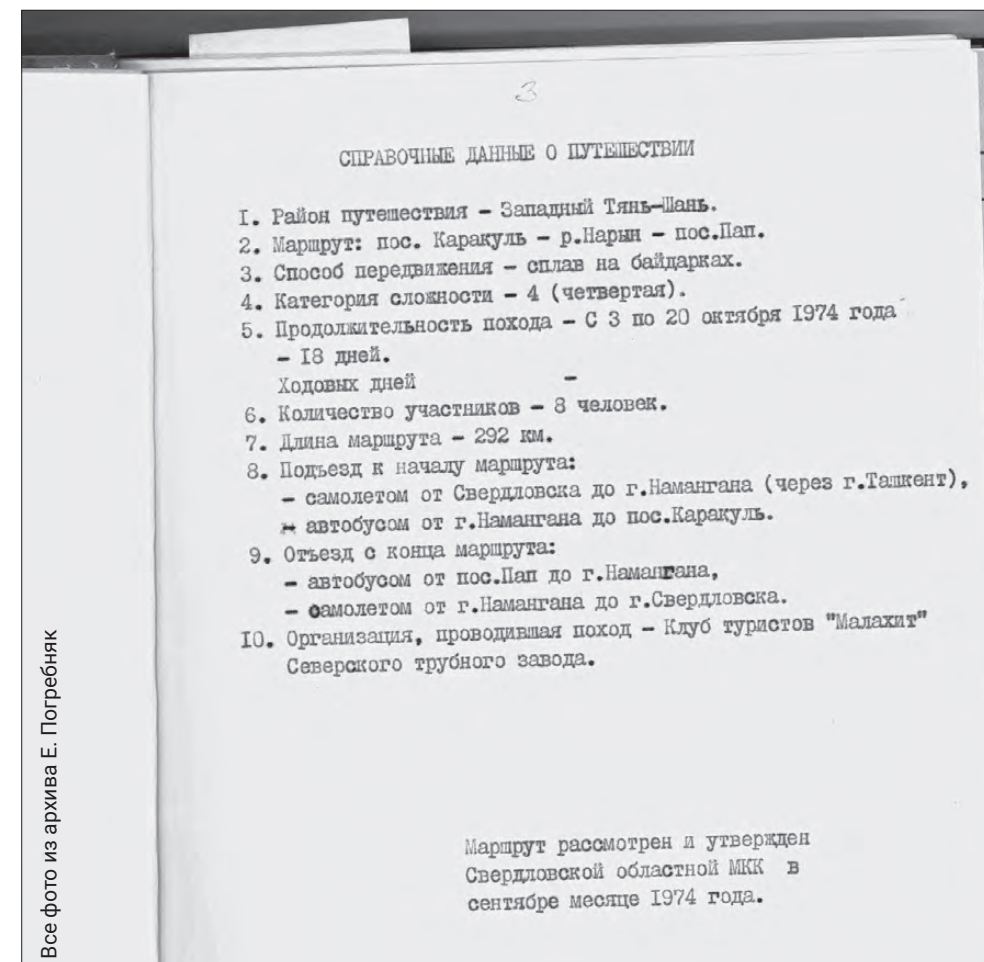 3
СПРАВОЧНЫЕ ДАННЫЕ О ПУТЕШЕСТВИИ
I. Район путешествия – Западный Тянь-Шань.
2. Маршрут: пос. Каракуль – р.Нарын – пос.Пап.
3. Способ передвижения – сплав на байдарках.
4. Категория сложности – 4 (четвертая).
5. Продолжительность похода – С 3 по 20 октября I974 года
– I8 дней.
Ходовых дней –
6. Количество участников – 8 человек.
7. Длина маршрута – 292 км.
8. Подъезд к началу маршрута:
– самолетом от Свердловска до г.Намангана (через г.Ташкент),
– автобусом от г.Намангана до пос.Каракуль.
9. Отъезд с конца маршрута:
– автобусом от пос.Пап до г.Намангана,
– самолетом от г.Намангана до г.Свердловска.
IO. Организация, проводившая поход – Клуб туристов "Малахит"
Северского трубного завода.
Маршрут рассмотрен и утвержден
Свердловской областной МКК в
сентябре месяце I974 года.
Все фото из архива Е. Погребняк